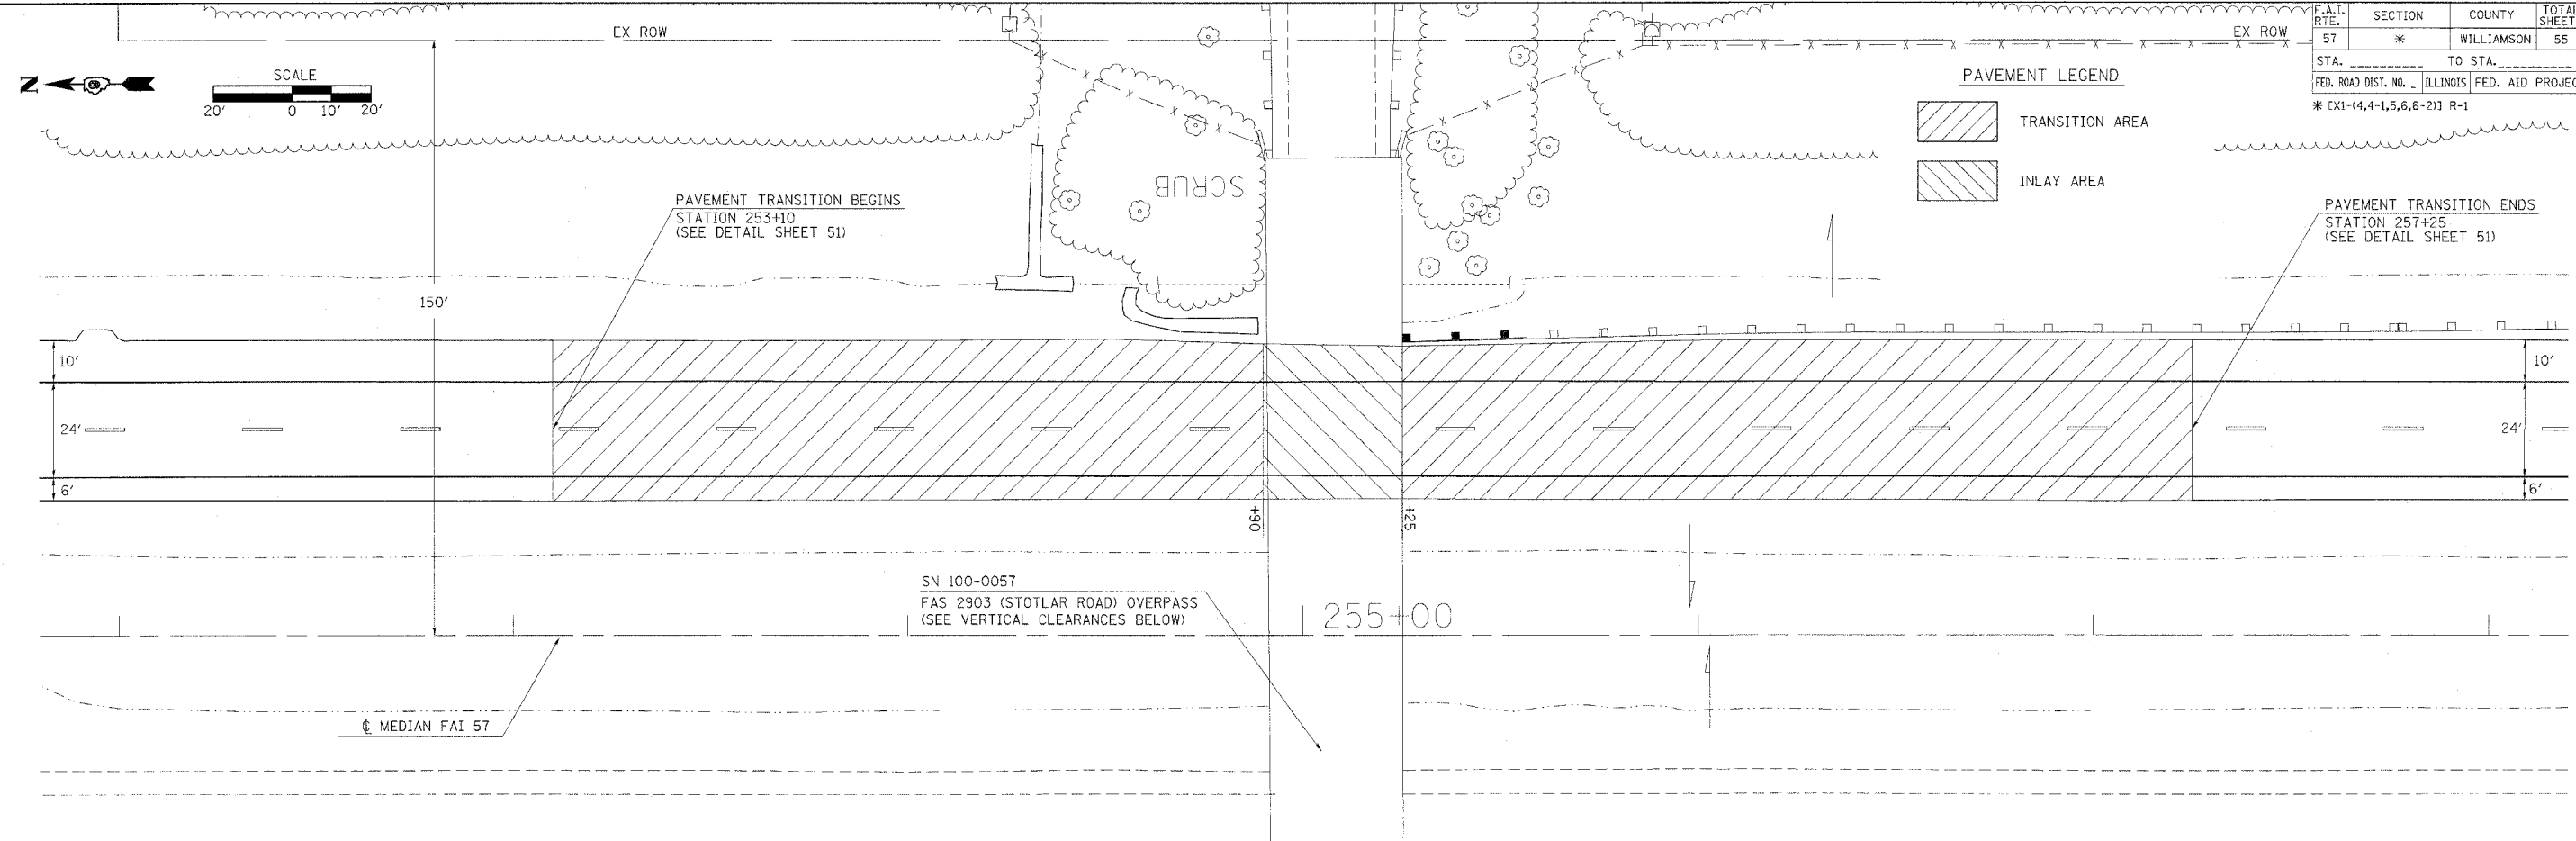 EX ROW
EX ROW
F.A.I. RTE. SECTION COUNTY TOTAL SHEET
57 * WILLIAMSON 55
STA. TO STA.
FED. ROAD DIST. NO. _ ILLINOIS FED. AID PROJEC
* [X1-(4,4-1,5,6,6-2)] R-1
N
SCALE
20' 0 10' 20'
PAVEMENT LEGEND
TRANSITION AREA
INLAY AREA
SCRUB
PAVEMENT TRANSITION BEGINS
STATION 253+10
(SEE DETAIL SHEET 51)
PAVEMENT TRANSITION ENDS
STATION 257+25
(SEE DETAIL SHEET 51)
150'
10'
10'
24'
24'
6'
6'
+90
+25
SN 100-0057
FAS 2903 (STOTLAR ROAD) OVERPASS
(SEE VERTICAL CLEARANCES BELOW)
255+00
℄ MEDIAN FAI 57